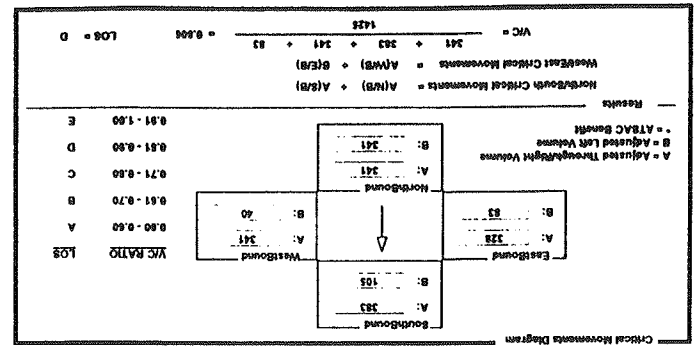 Critical Movements Diagram
SouthBound
A: 383
B: 105
EastBound
A: 328
B: 83
WestBound
A: 341
B: 40
NorthBound
A: 341
B: 341
V/C RATIO LOS
0.00 - 0.60 A
0.61 - 0.70 B
0.71 - 0.80 C
0.81 - 0.90 D
0.91 - 1.00 E
A = Adjusted Through/Right Volume
B = Adjusted Left Volume
* = ATSAC Benefit
Results
North/South Critical Movements = A(N/B) + A(S/B)
West/East Critical Movements = A(W/B) + B(E/B)
V/C = 341 + 383 + 341 + 83 = 0.806 LOS = D
1425